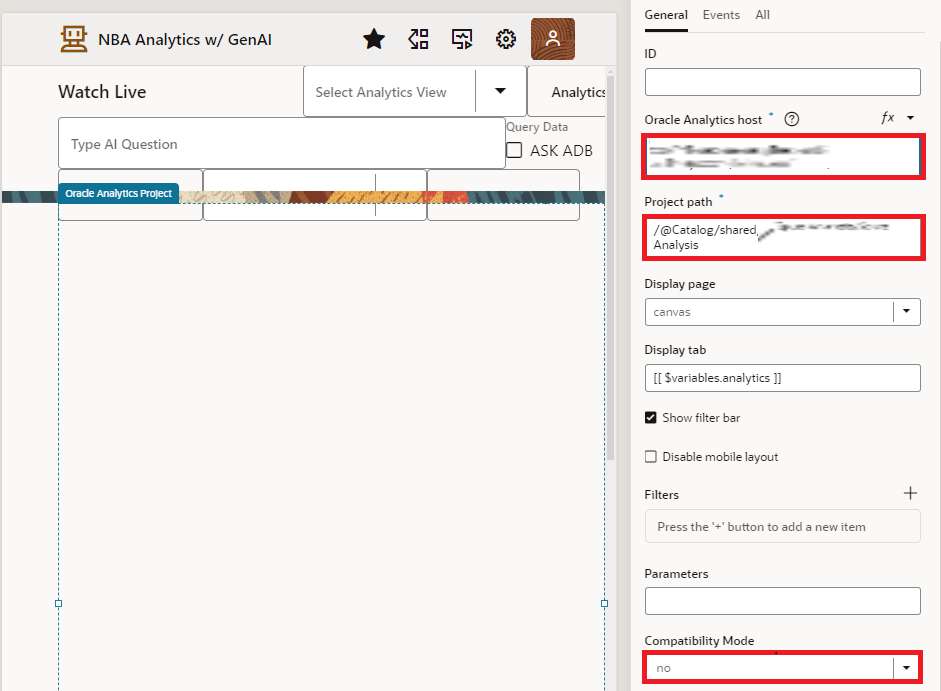 NBA Analytics w/ GenAI
Watch Live
Select Analytics View
Analytics
Type AI Question
Query Data
ASK ADB
Oracle Analytics Project
General Events All
ID
Oracle Analytics host * ? fx
Project path *
/@Catalog/shared
Analysis
Display page
canvas
Display tab
[[ $variables.analytics ]]
Show filter bar
Disable mobile layout
Filters
Press the '+' button to add a new item
Parameters
Compatibility Mode
no